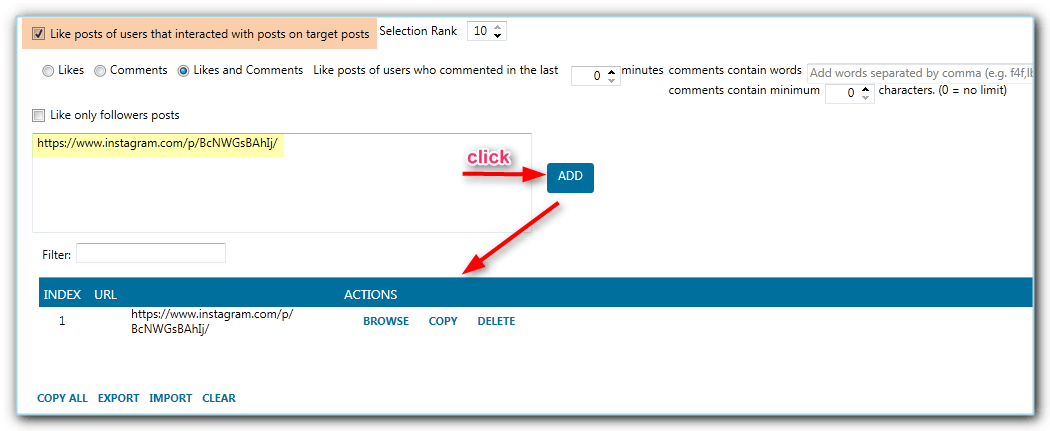 Like posts of users that interacted with posts on target posts Selection Rank 10
Likes Comments Likes and Comments Like posts of users who commented in the last 0 minutes comments contain words Add words separated by comma (e.g. f4f,
comments contain minimum 0 characters. (0 = no limit)
Like only followers posts
https://www.instagram.com/p/BcNWGsBAhIj/
click
ADD
Filter:
INDEX URL ACTIONS
1 https://www.instagram.com/p/ BROWSE COPY DELETE
BcNWGsBAhIj/
COPY ALL EXPORT IMPORT CLEAR